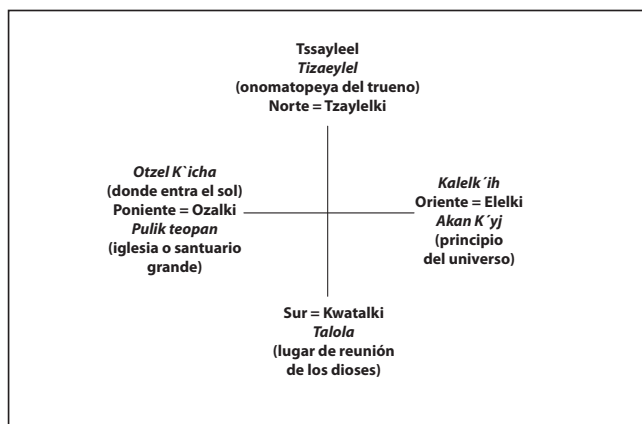 Tssayleel
Tizaeylel
(onomatopeya del trueno)
Norte = Tzaylelki
Otzel K`icha
(donde entra el sol)
Poniente = Ozalki
Pulik teopan
(iglesia o santuario
grande)
Kalelk´ih
Oriente = Elelki
Akan K´yj
(principio
del universo)
Sur = Kwatalki
Talola
(lugar de reunión
de los dioses)